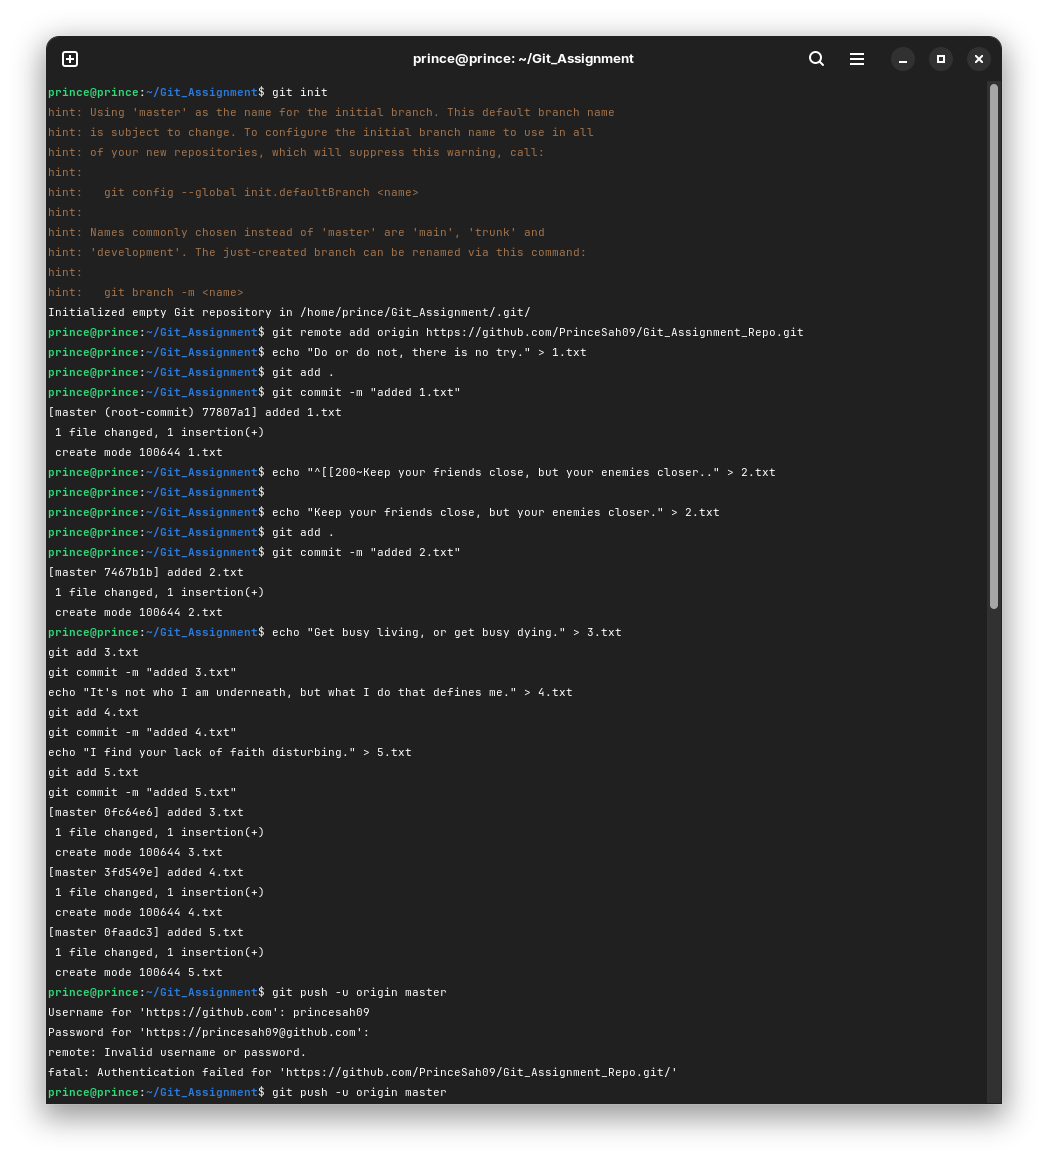 prince@prince: ~/Git_Assignment
prince@prince:~/Git_Assignment$ git init
hint: Using 'master' as the name for the initial branch. This default branch name
hint: is subject to change. To configure the initial branch name to use in all
hint: of your new repositories, which will suppress this warning, call:
hint:
hint:   git config --global init.defaultBranch <name>
hint:
hint: Names commonly chosen instead of 'master' are 'main', 'trunk' and
hint: 'development'. The just-created branch can be renamed via this command:
hint:
hint:   git branch -m <name>
Initialized empty Git repository in /home/prince/Git_Assignment/.git/
prince@prince:~/Git_Assignment$ git remote add origin https://github.com/PrinceSah09/Git_Assignment_Repo.git
prince@prince:~/Git_Assignment$ echo "Do or do not, there is no try." > 1.txt
prince@prince:~/Git_Assignment$ git add .
prince@prince:~/Git_Assignment$ git commit -m "added 1.txt"
[master (root-commit) 77807a1] added 1.txt
 1 file changed, 1 insertion(+)
 create mode 100644 1.txt
prince@prince:~/Git_Assignment$ echo "^[[200~Keep your friends close, but your enemies closer.." > 2.txt
prince@prince:~/Git_Assignment$
prince@prince:~/Git_Assignment$ echo "Keep your friends close, but your enemies closer." > 2.txt
prince@prince:~/Git_Assignment$ git add .
prince@prince:~/Git_Assignment$ git commit -m "added 2.txt"
[master 7467b1b] added 2.txt
 1 file changed, 1 insertion(+)
 create mode 100644 2.txt
prince@prince:~/Git_Assignment$ echo "Get busy living, or get busy dying." > 3.txt
git add 3.txt
git commit -m "added 3.txt"
echo "It's not who I am underneath, but what I do that defines me." > 4.txt
git add 4.txt
git commit -m "added 4.txt"
echo "I find your lack of faith disturbing." > 5.txt
git add 5.txt
git commit -m "added 5.txt"
[master 0fc64e6] added 3.txt
 1 file changed, 1 insertion(+)
 create mode 100644 3.txt
[master 3fd549e] added 4.txt
 1 file changed, 1 insertion(+)
 create mode 100644 4.txt
[master 0faadc3] added 5.txt
 1 file changed, 1 insertion(+)
 create mode 100644 5.txt
prince@prince:~/Git_Assignment$ git push -u origin master
Username for 'https://github.com': princesah09
Password for 'https://princesah09@github.com':
remote: Invalid username or password.
fatal: Authentication failed for 'https://github.com/PrinceSah09/Git_Assignment_Repo.git/'
prince@prince:~/Git_Assignment$ git push -u origin master